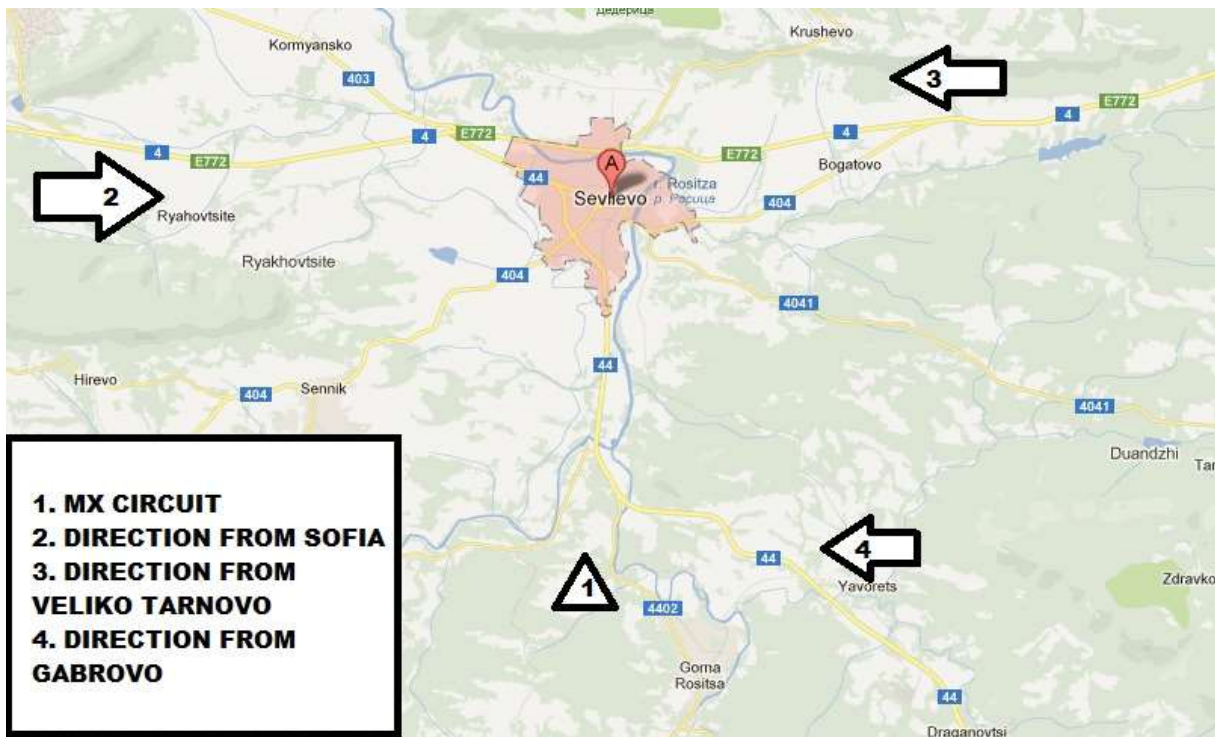 дедерица
Krushevo
Kormyansko
3
403
E772
4
4
E772
4
E772
4
E772
A
Bogatovo
2
44
г. Rositza
Sevlievo
р. Росица
Ryahovtsite
404
Ryakhovtsite
404
4041
44
Hirevo
404
Sennik
4041
Duandzhi
Tar
1. MX CIRCUIT
2. DIRECTION FROM SOFIA
3. DIRECTION FROM
VELIKO TARNOVO
4. DIRECTION FROM
GABROVO
4
44
1
Yavorets
Zdravko
4402
Gorna
Rositsa
44
Draganovtsi